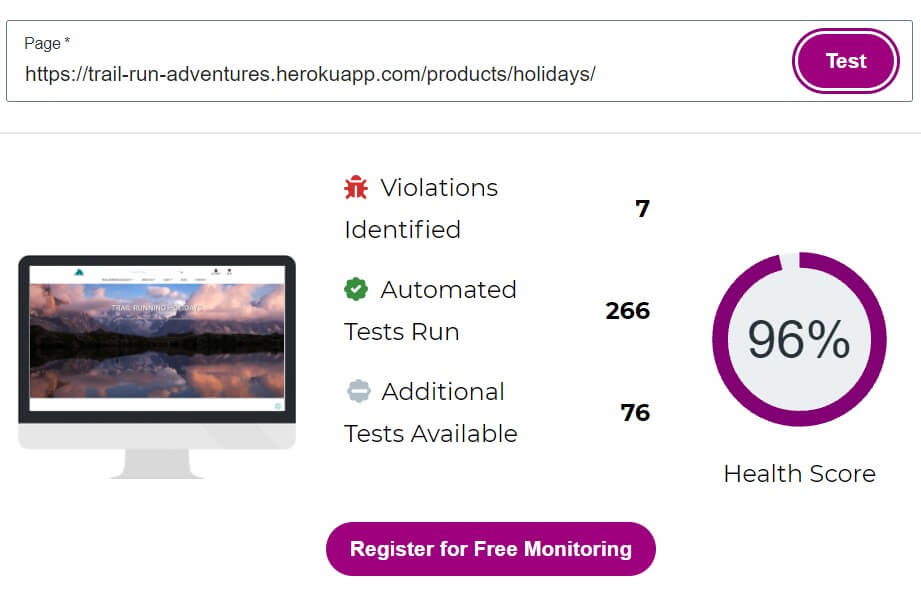 Page *
https://trail-run-adventures.herokuapp.com/products/holidays/
Test
Violations
Identified
7
Automated
Tests Run
266
Additional
Tests Available
76
TRAIL RUNNING HOLIDAYS
96%
Health Score
Register for Free Monitoring